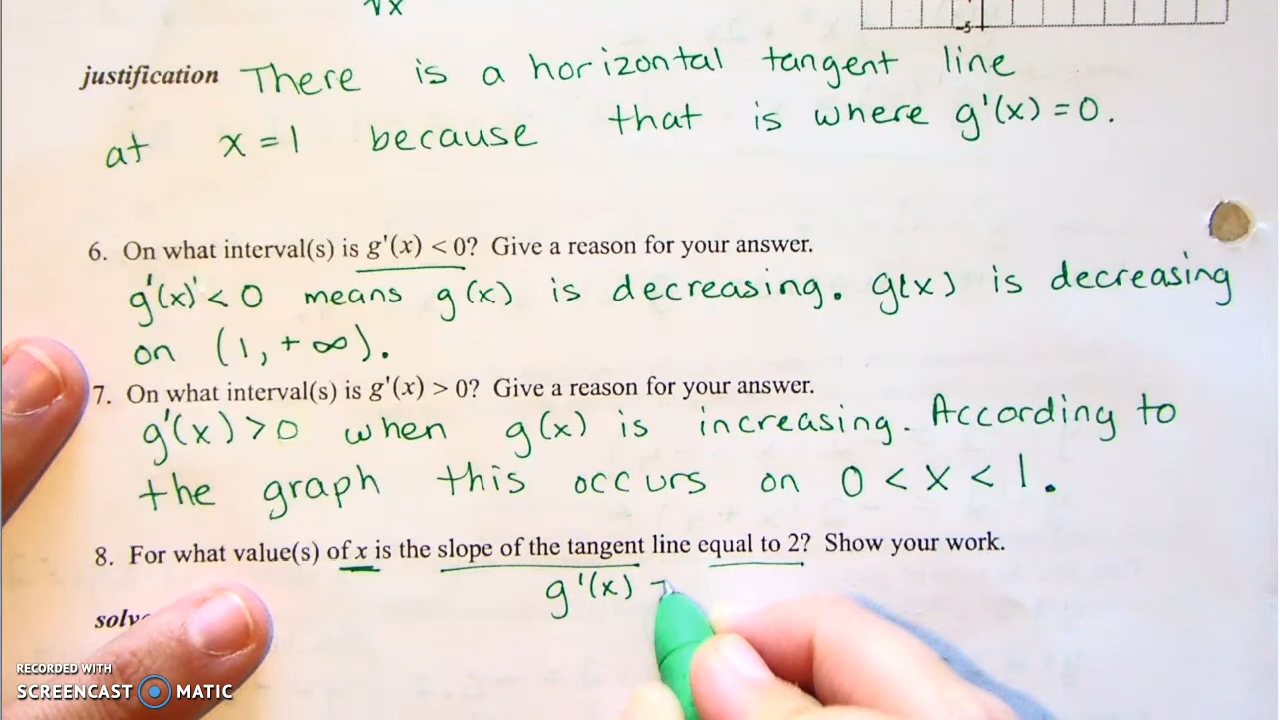 √x
-5
justification There is a horizontal tangent line
at x = 1 because that is where g'(x) = 0.
6. On what interval(s) is g'(x) < 0? Give a reason for your answer.
g'(x) < 0 means g(x) is decreasing. g(x) is decreasing
on (1, +∞).
7. On what interval(s) is g'(x) > 0? Give a reason for your answer.
g'(x) > 0 when g(x) is increasing. According to
the graph this occurs on 0 < x < 1.
8. For what value(s) of x is the slope of the tangent line equal to 2? Show your work.
g'(x)
RECORDED WITH
SCREENCAST MATIC